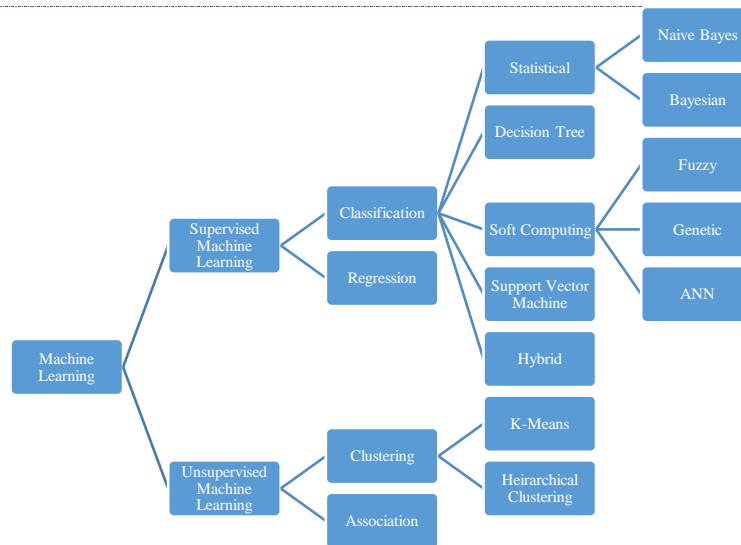 Machine
Learning
Supervised
Machine
Learning
Classification
Statistical
Naive Bayes
Bayesian
Decision Tree
Soft Computing
Fuzzy
Genetic
ANN
Support Vector
Machine
Hybrid
Regression
Unsupervised
Machine
Learning
Clustering
K-Means
Heirarchical
Clustering
Association